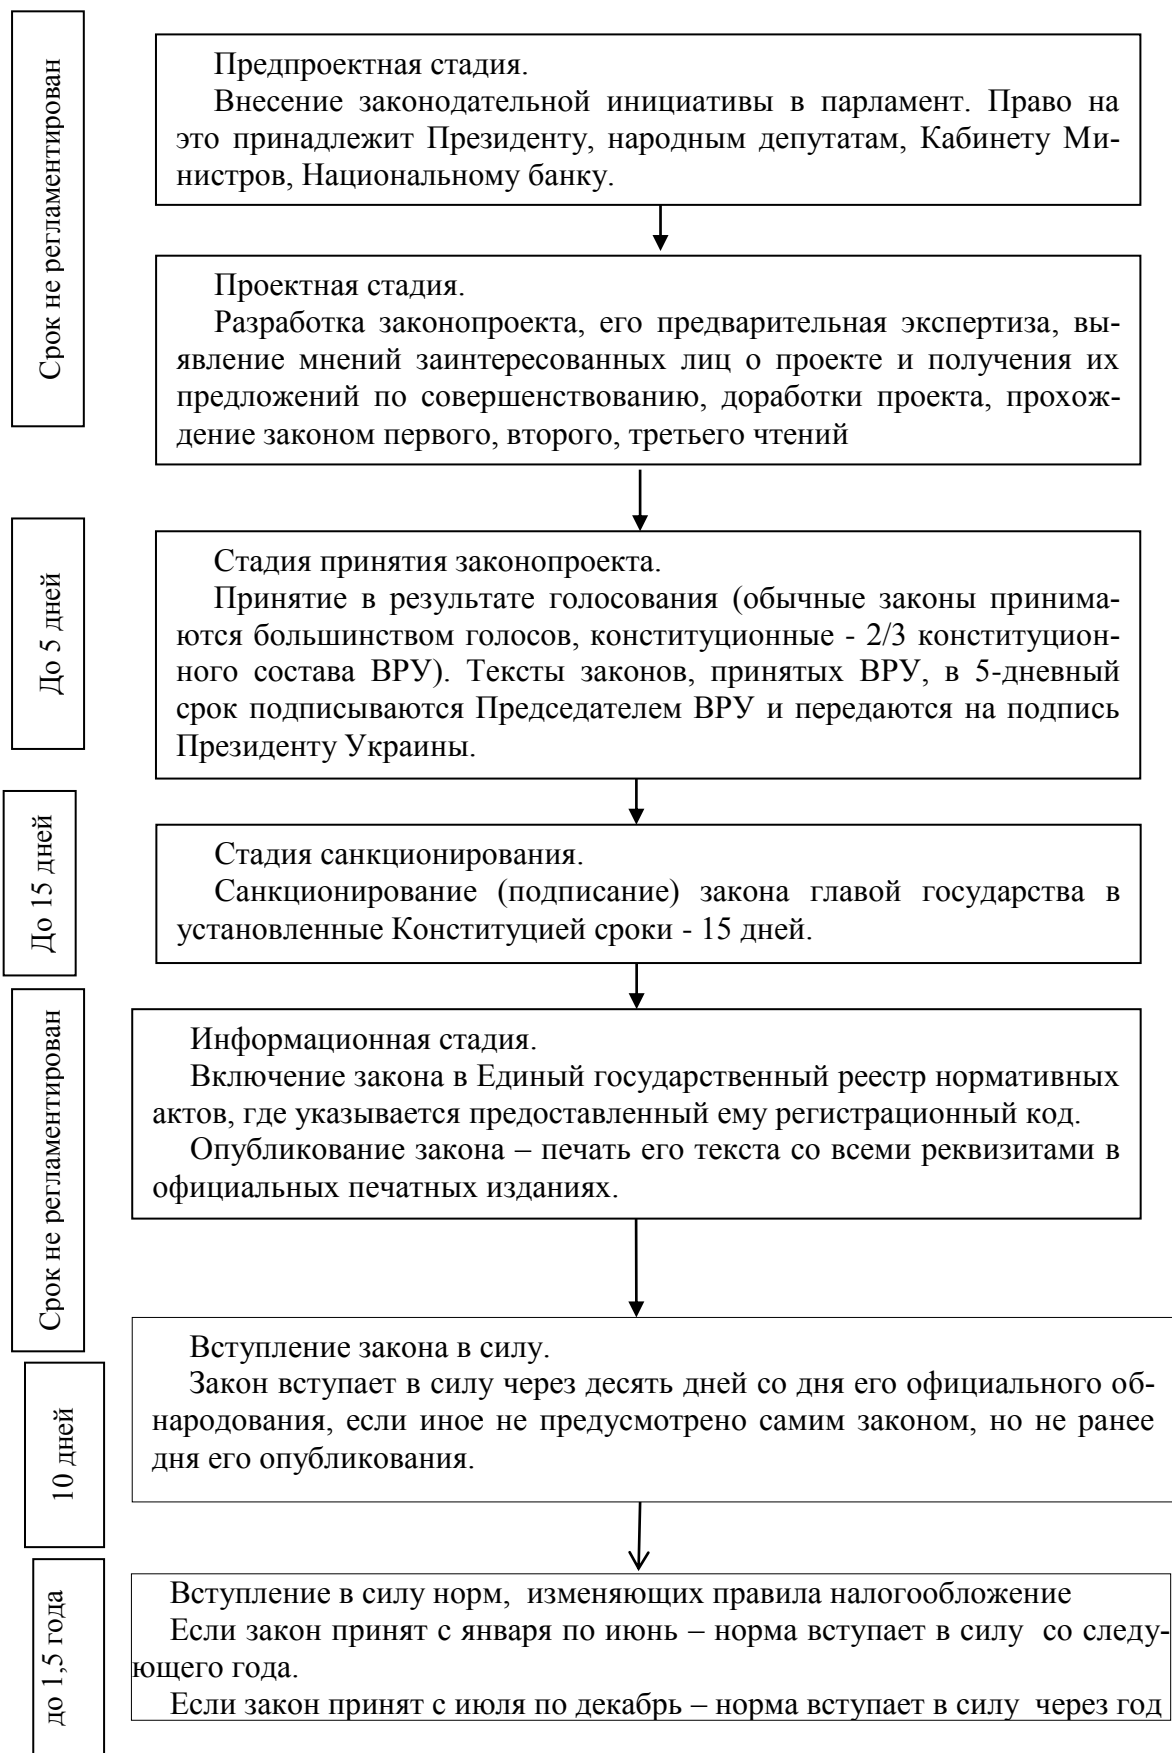 Срок не регламентирован
Предпроектная стадия.
Внесение законодательной инициативы в парламент. Право на
это принадлежит Президенту, народным депутатам, Кабинету Ми-
нистров, Национальному банку.
Проектная стадия.
Разработка законопроекта, его предварительная экспертиза, вы-
явление мнений заинтересованных лиц о проекте и получения их
предложений по совершенствованию, доработки проекта, прохож-
дение законом первого, второго, третьего чтений
До 5 дней
Стадия принятия законопроекта.
Принятие в результате голосования (обычные законы принима-
ются большинством голосов, конституционные - 2/3 конституцион-
ного состава ВРУ). Тексты законов, принятых ВРУ, в 5-дневный
срок подписываются Председателем ВРУ и передаются на подпись
Президенту Украины.
До 15 дней
Стадия санкционирования.
Санкционирование (подписание) закона главой государства в
установленные Конституцией сроки - 15 дней.
Срок не регламентирован
Информационная стадия.
Включение закона в Единый государственный реестр нормативных
актов, где указывается предоставленный ему регистрационный код.
Опубликование закона – печать его текста со всеми реквизитами в
официальных печатных изданиях.
10 дней
Вступление закона в силу.
Закон вступает в силу через десять дней со дня его официального об-
народования, если иное не предусмотрено самим законом, но не ранее
дня его опубликования.
до 1,5 года
Вступление в силу норм, изменяющих правила налогообложение
Если закон принят с января по июнь – норма вступает в силу со следу-
ющего года.
Если закон принят с июля по декабрь – норма вступает в силу через год